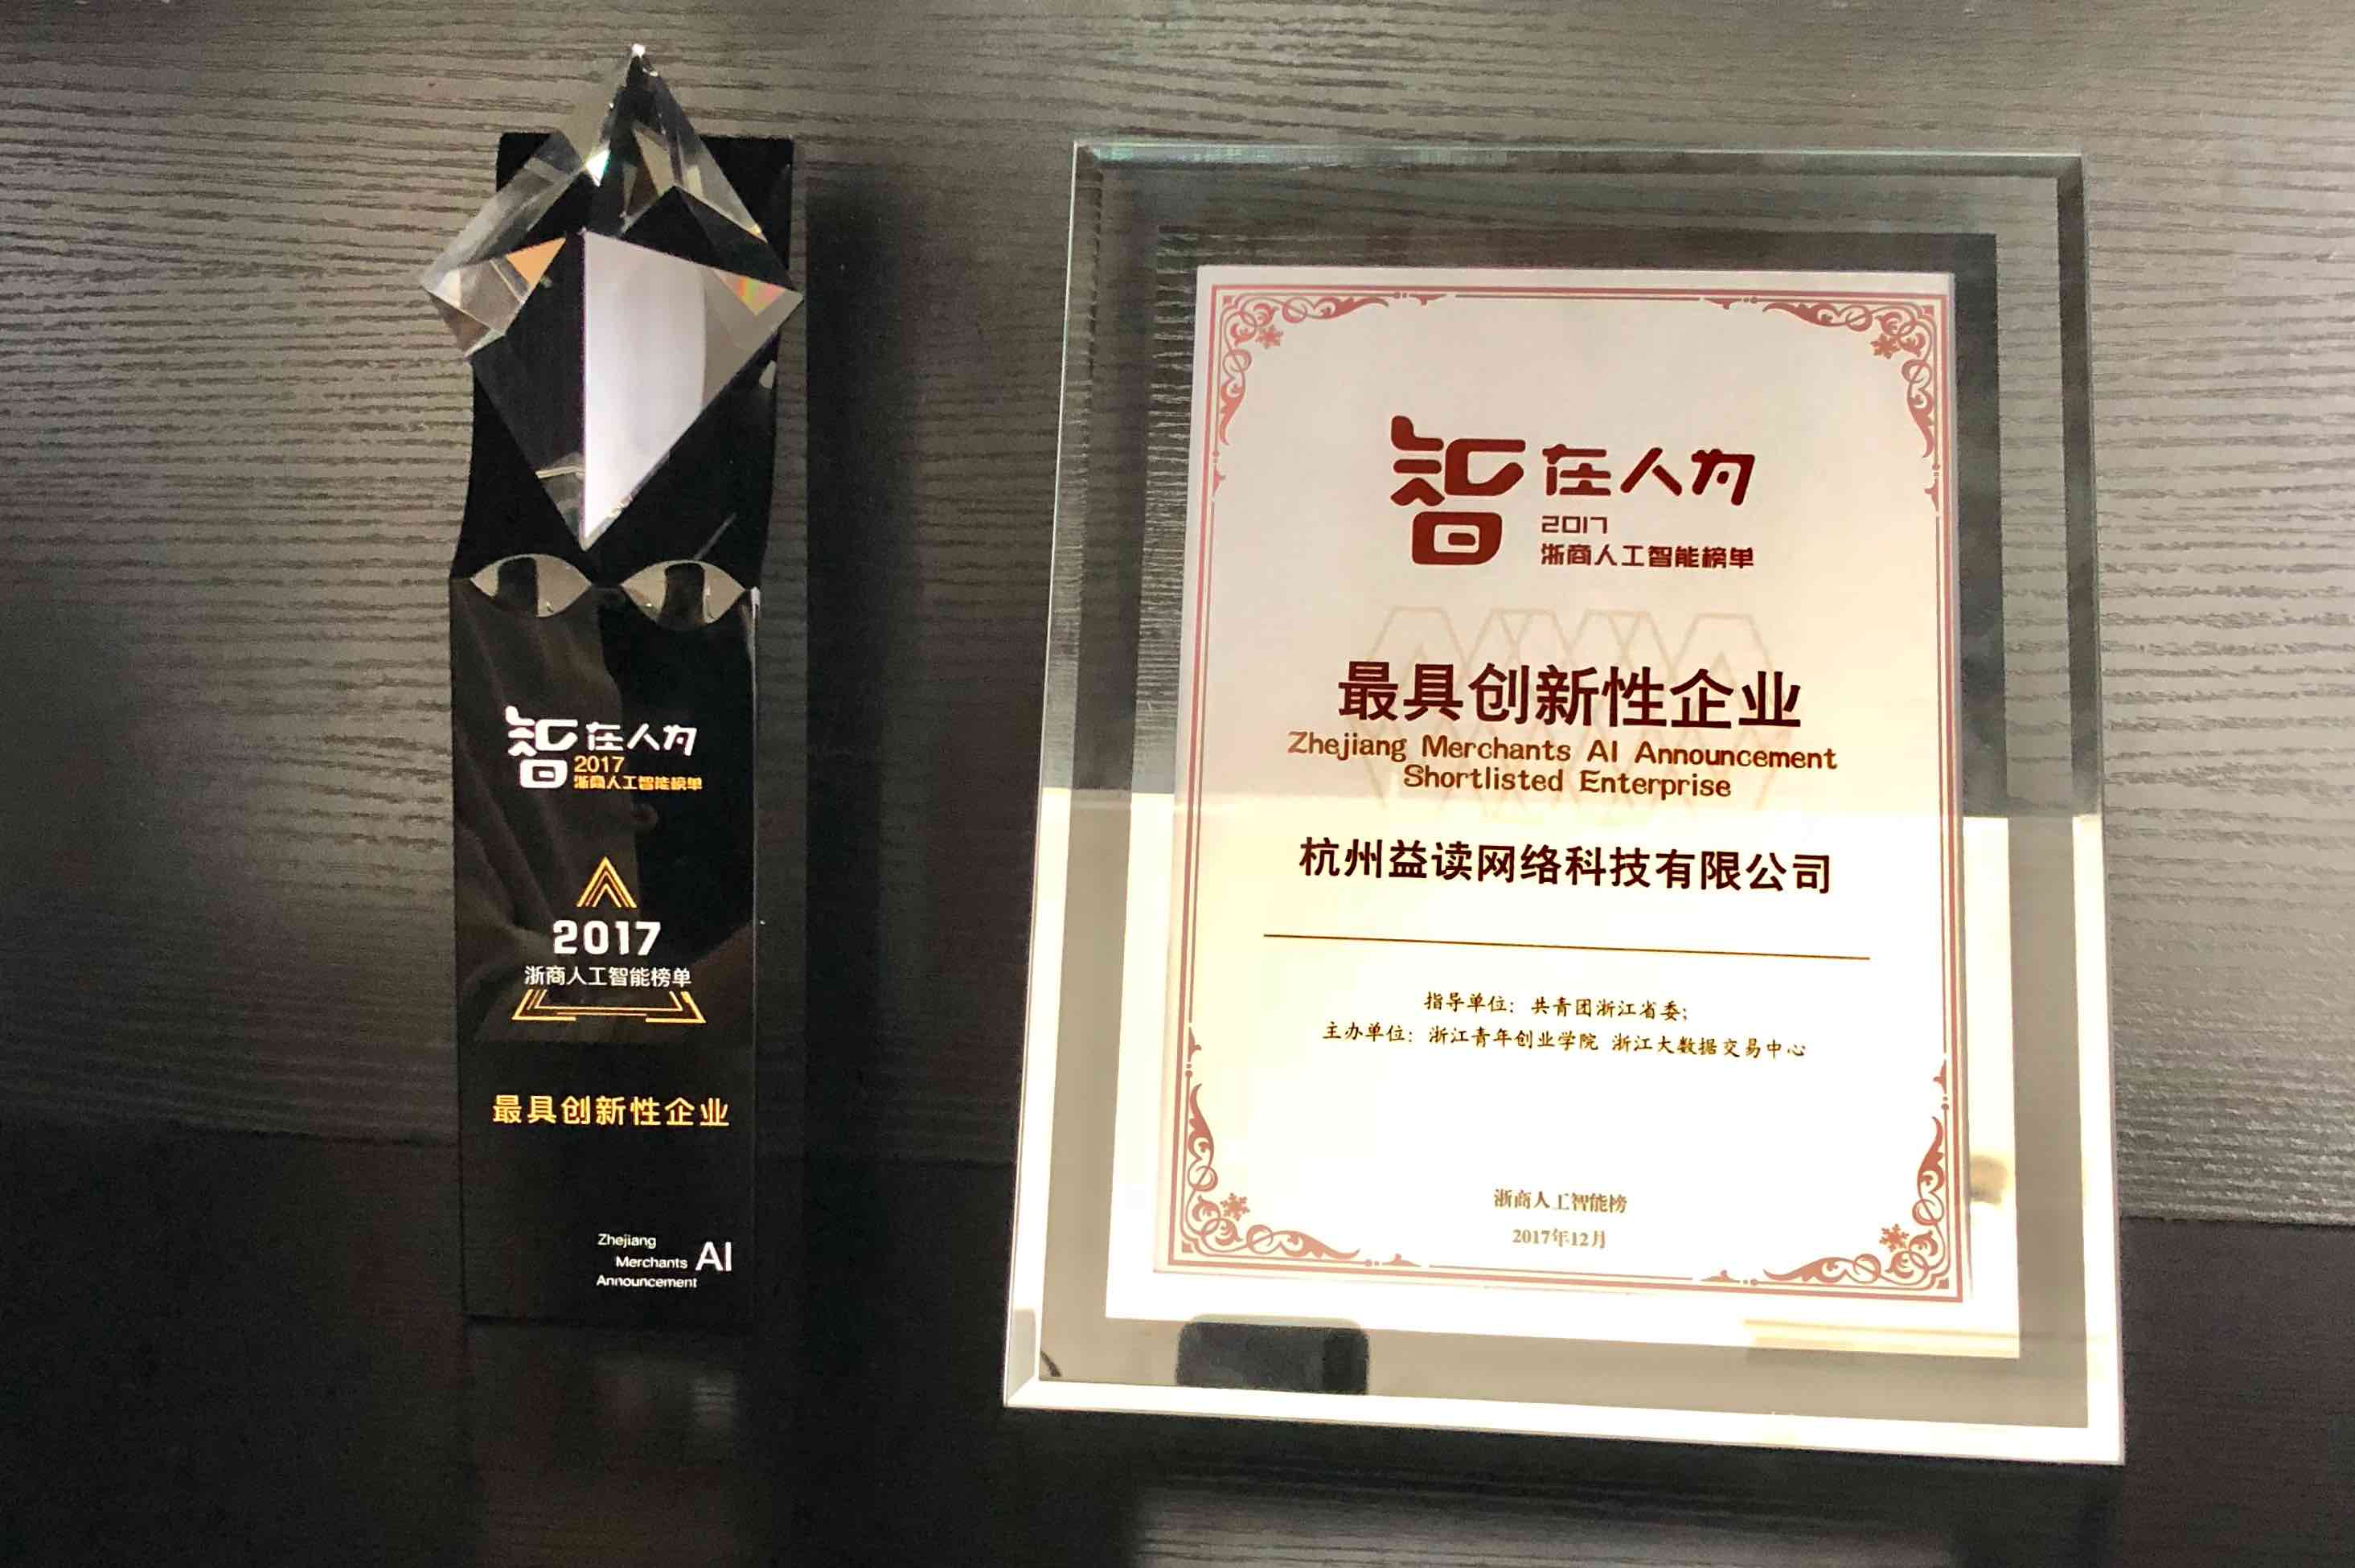 智在人为
2017
浙商人工智能榜单
2017
浙商人工智能榜单
最具创新性企业
Zhejiang
Merchants AI
Announcement
智在人为
2017
浙商人工智能榜单
最具创新性企业
Zhejiang Merchants AI Announcement
Shortlisted Enterprise
杭州益读网络科技有限公司
指导单位：共青团浙江省委;
主办单位：浙江青年创业学院 浙江大数据交易中心
浙商人工智能榜
2017年12月